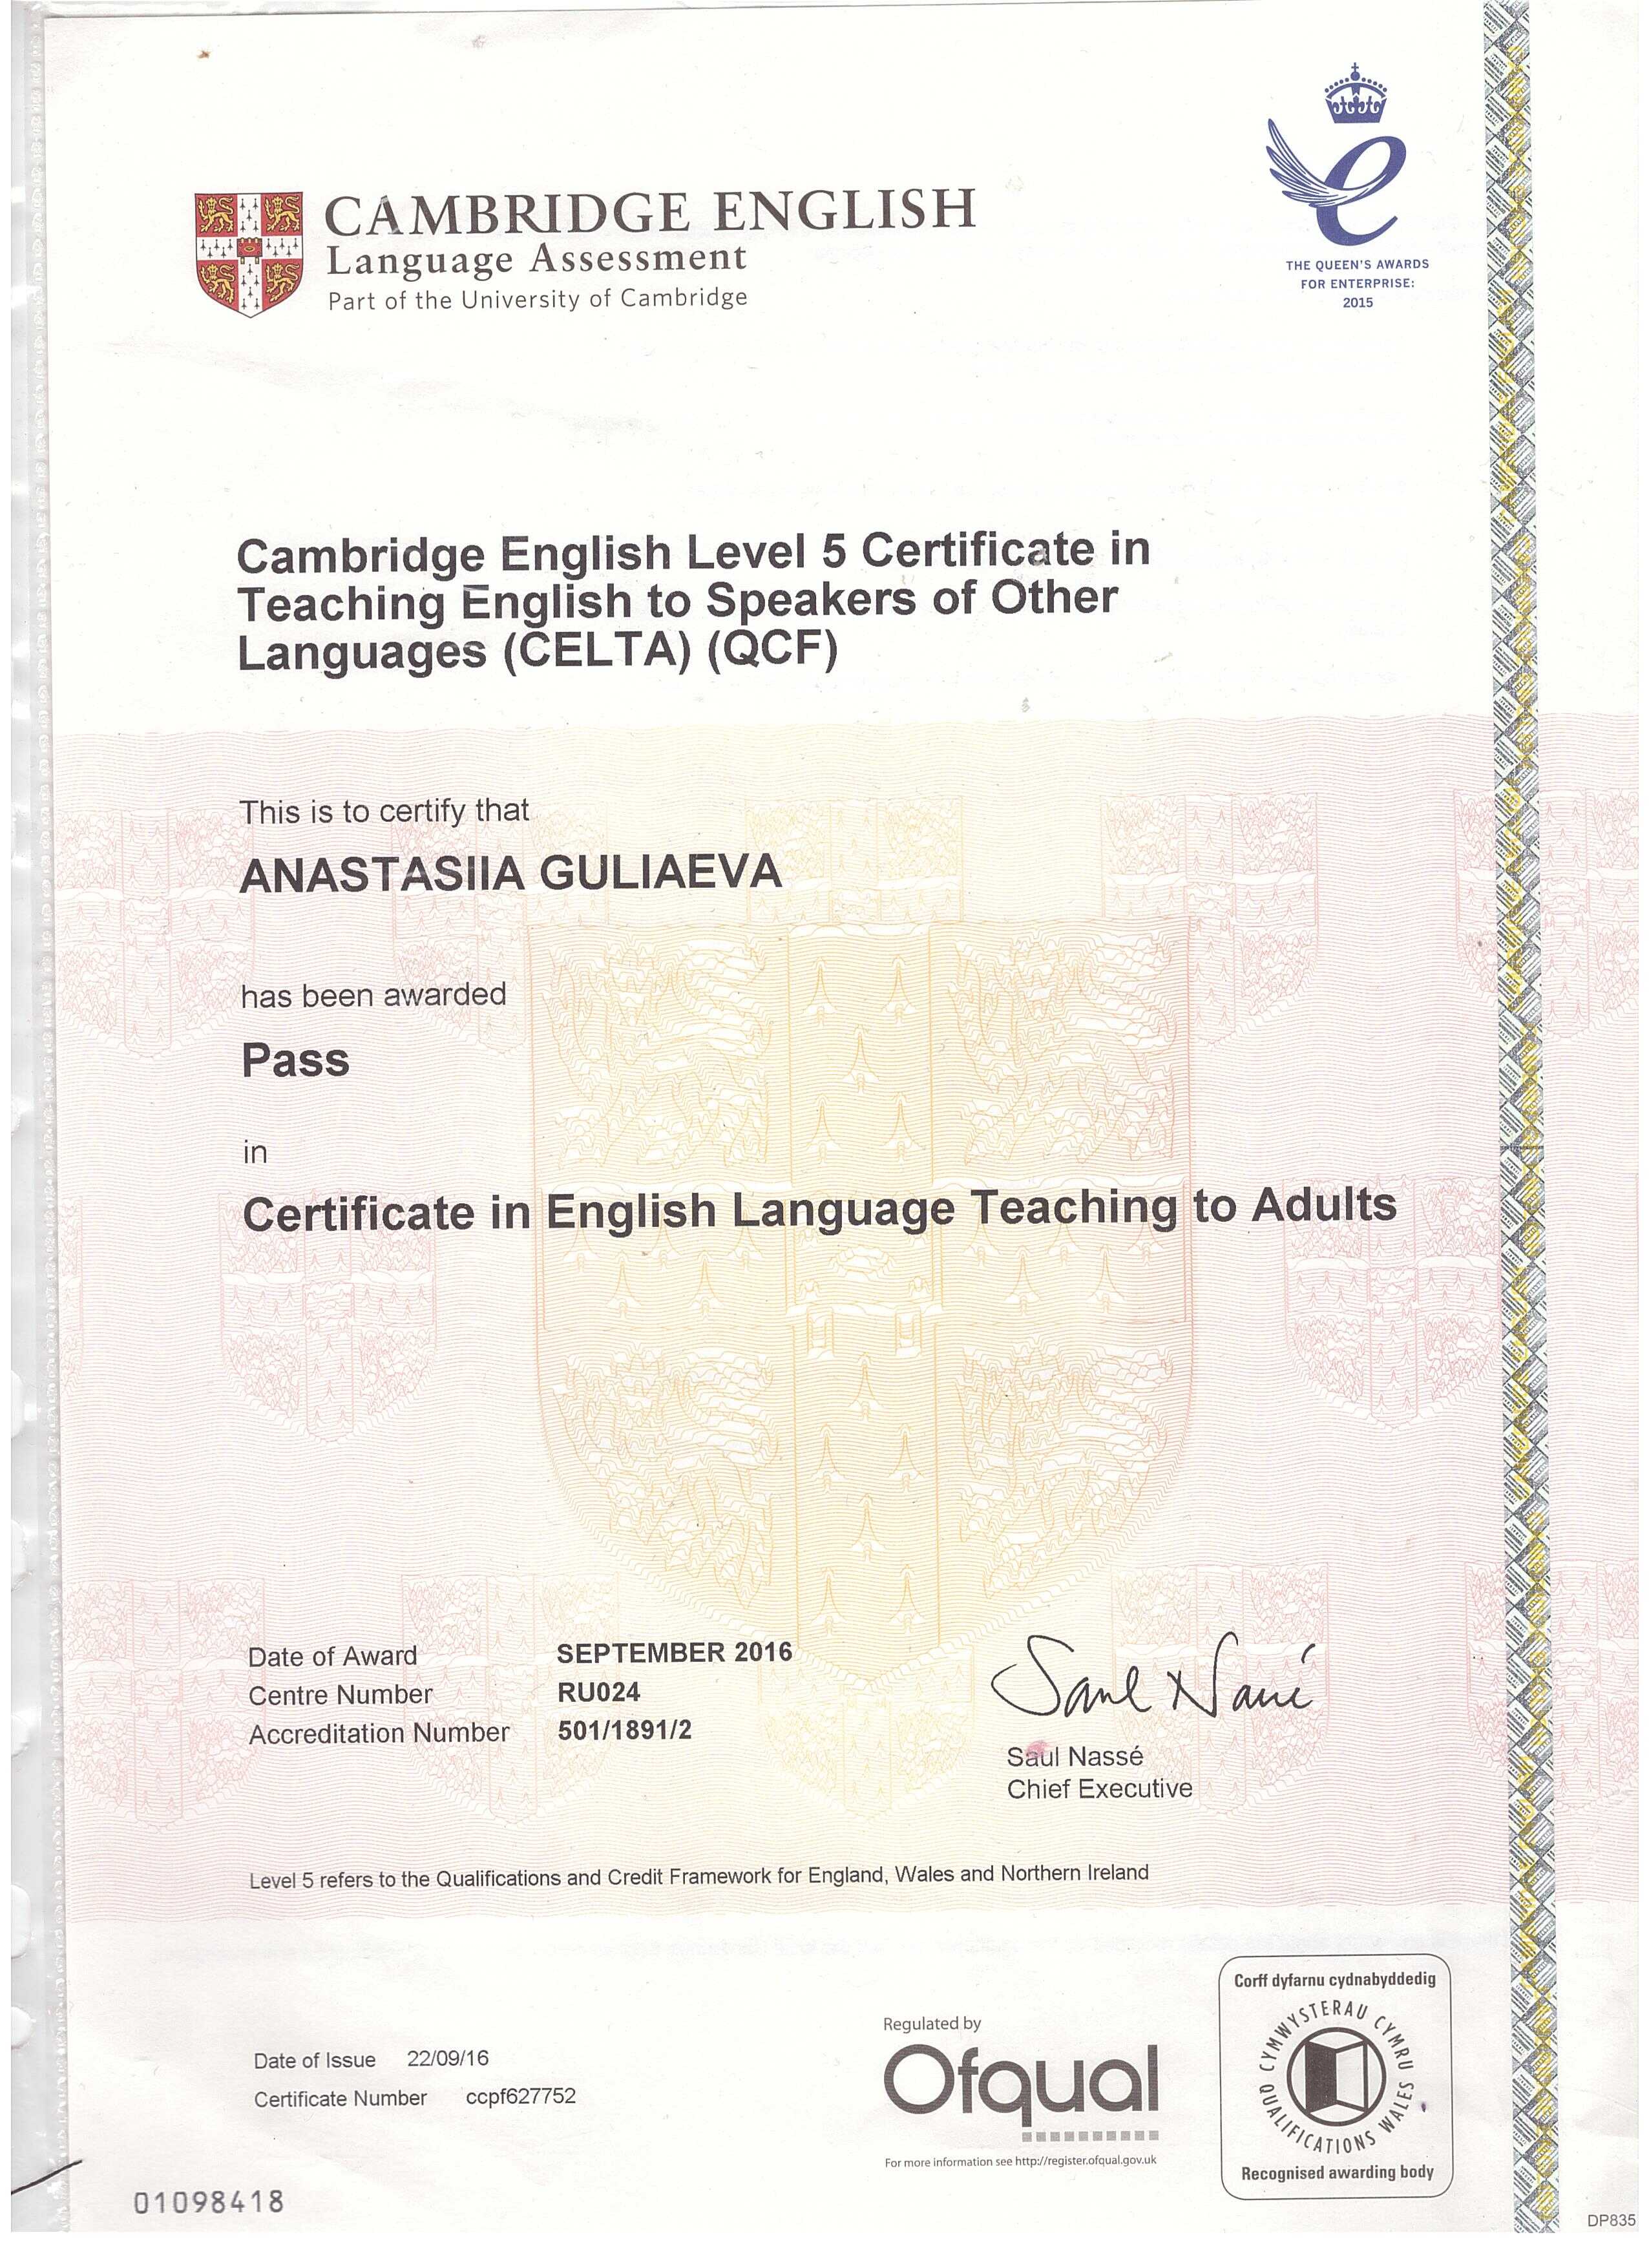 CAMBRIDGE ENGLISH
Language Assessment
Part of the University of Cambridge
THE QUEEN'S AWARDS
FOR ENTERPRISE:
2015
Cambridge English Level 5 Certificate in
Teaching English to Speakers of Other
Languages (CELTA) (QCF)
This is to certify that
ANASTASIIA GULIAEVA
has been awarded
Pass
in
Certificate in English Language Teaching to Adults
Date of Award SEPTEMBER 2016
Centre Number RU024
Accreditation Number 501/1891/2
Saul Nassé
Saul Nassé
Chief Executive
Level 5 refers to the Qualifications and Credit Framework for England, Wales and Northern Ireland
Date of Issue 22/09/16
Certificate Number ccpf627752
Regulated by
Ofqual
For more information see http://register.ofqual.gov.uk
Corff dyfarnu cydnabyddedig
CYMWYSTERAU CYMRU
QUALIFICATIONS WALES
Recognised awarding body
01098418
DP835